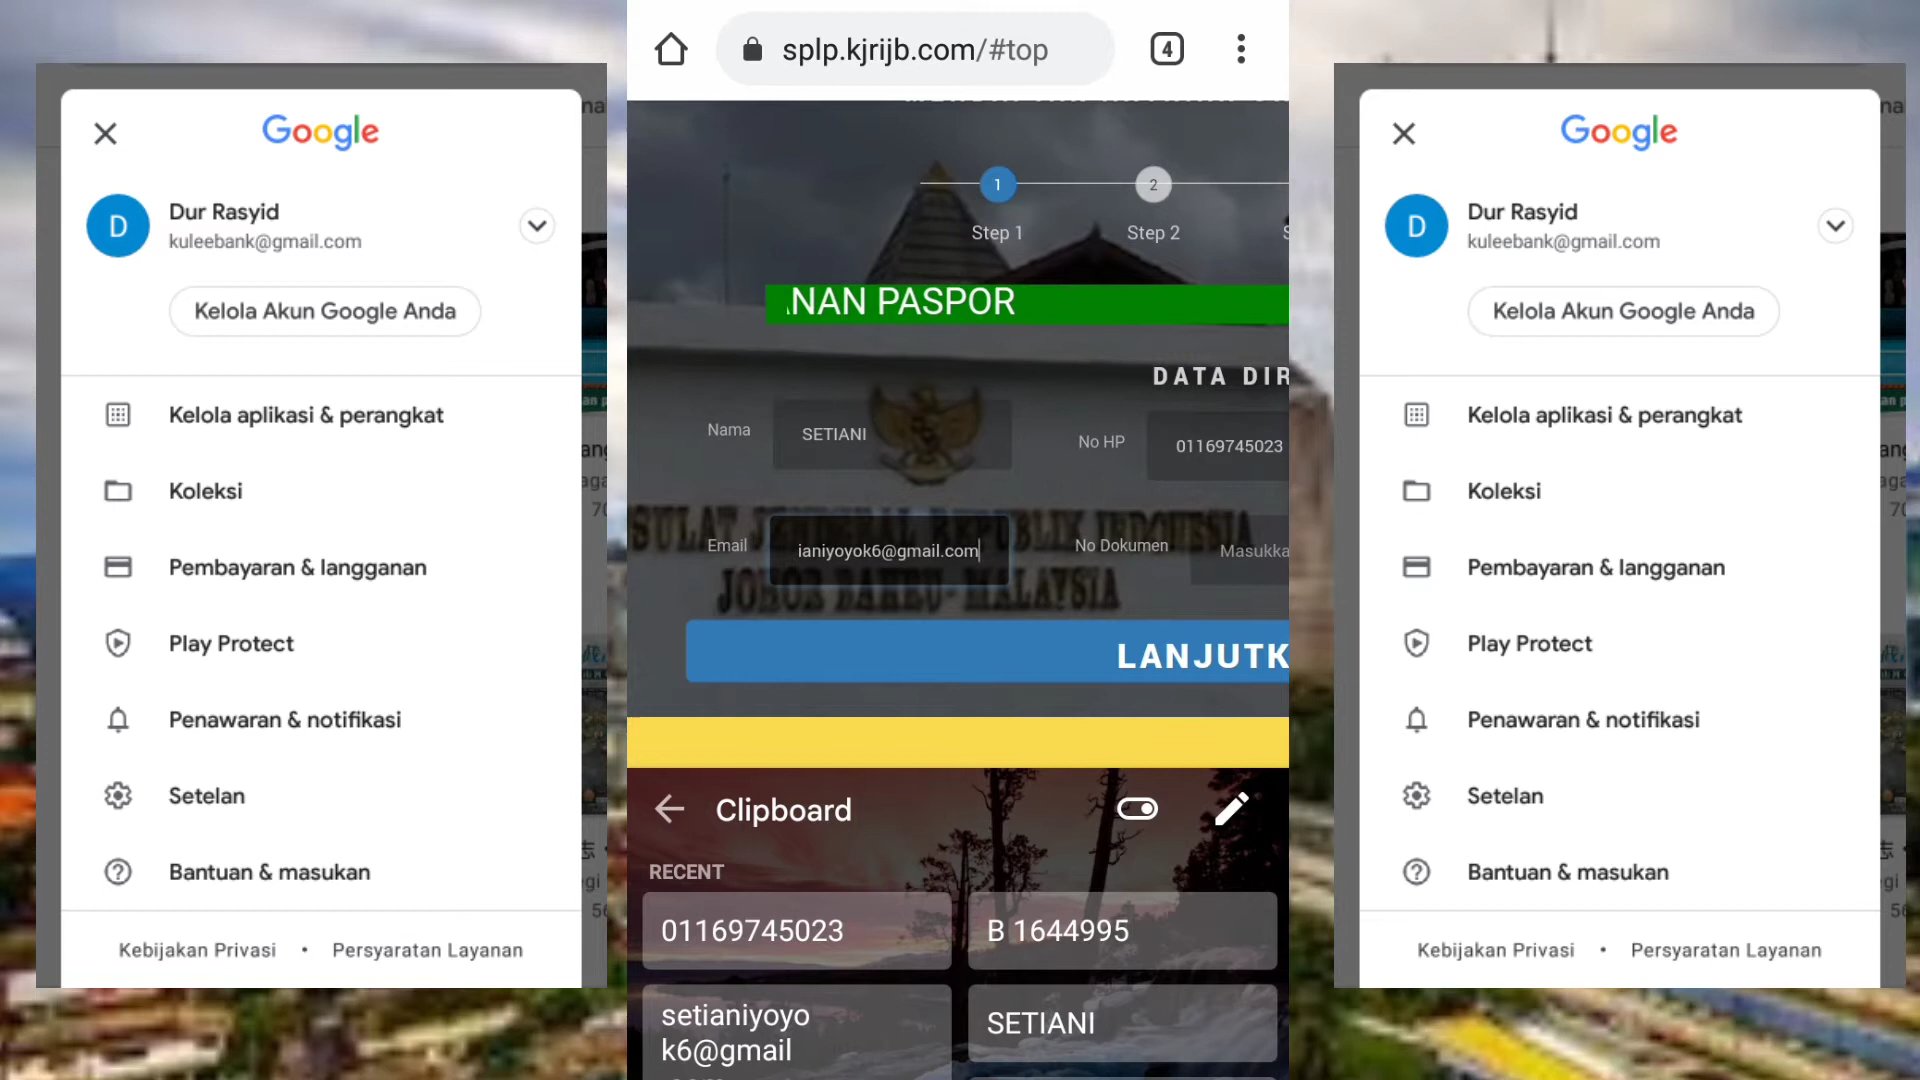 Google
Dur Rasyid
kuleebank@gmail.com
Kelola Akun Google Anda
Kelola aplikasi & perangkat
Koleksi
Pembayaran & langganan
Play Protect
Penawaran & notifikasi
Setelan
Bantuan & masukan
Kebijakan Privasi • Persyaratan Layanan
splp.kjrijb.com/#top
4
1
2
Step 1
Step 2
NAN PASPOR
DATA DIR
Nama
SETIANI
No HP
01169745023
SULAT JENDERAL REPUBLIK INDONESIA
Email
ianiyoyok6@gmail.com
No Dokumen
Masukka
JOHOR BAHRU- MALAYSIA
LANJUTK
Clipboard
RECENT
01169745023
B 1644995
setianiyoyo
k6@gmail
SETIANI
Google
Dur Rasyid
kuleebank@gmail.com
Kelola Akun Google Anda
Kelola aplikasi & perangkat
Koleksi
Pembayaran & langganan
Play Protect
Penawaran & notifikasi
Setelan
Bantuan & masukan
Kebijakan Privasi • Persyaratan Layanan